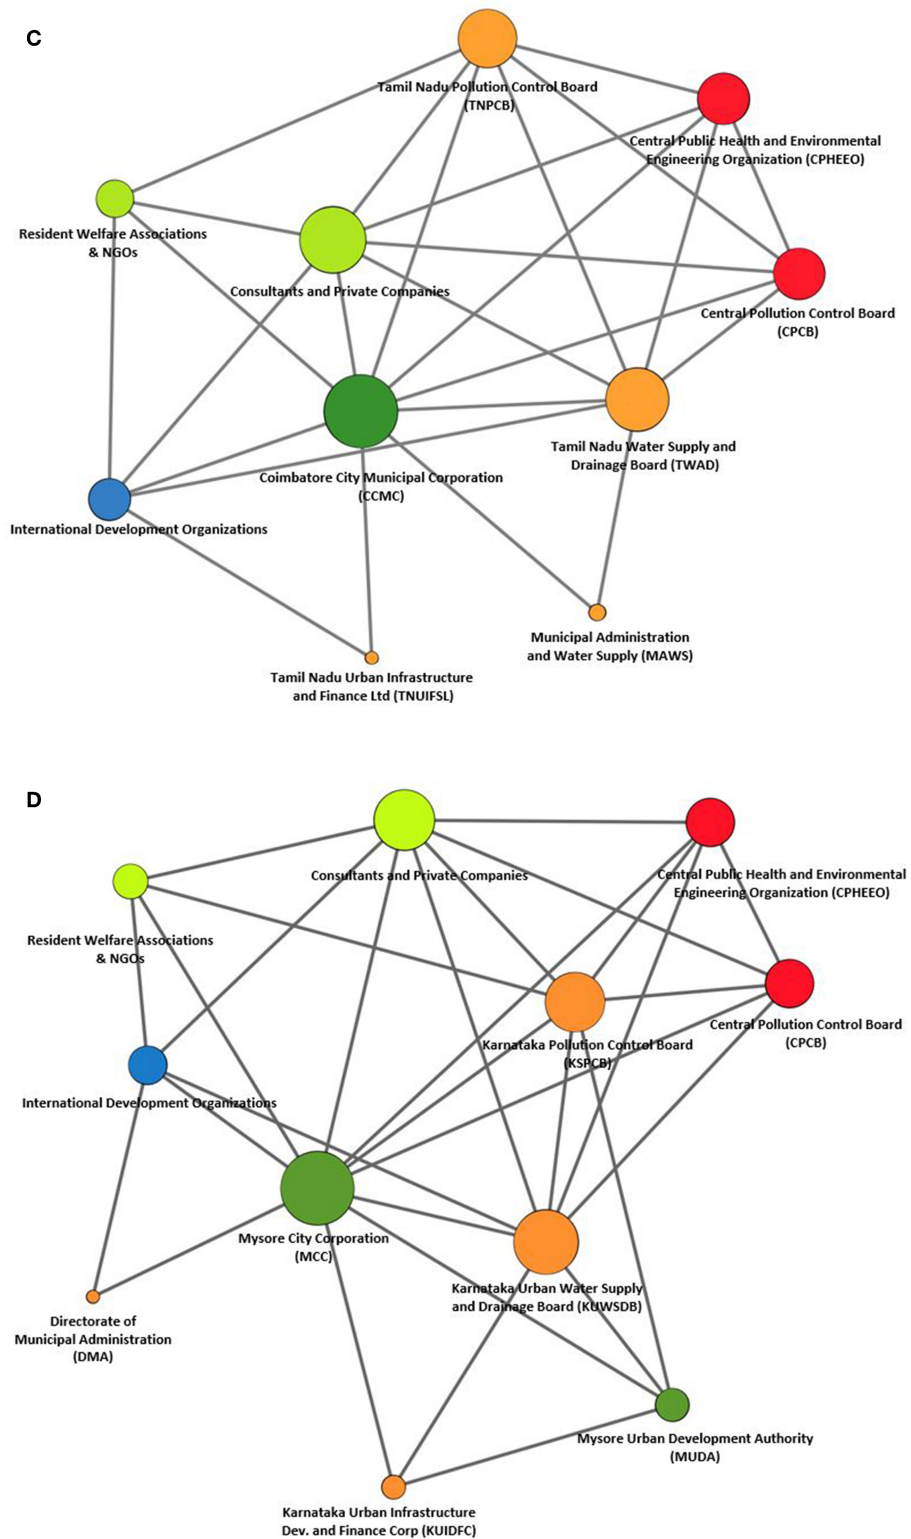 C
Tamil Nadu Pollution Control Board
(TNPCB)
Central Public Health and Environmental
Engineering Organization (CPHEEO)
Resident Welfare Associations
& NGOs
Consultants and Private Companies
Central Pollution Control Board
(CPCB)
Tamil Nadu Water Supply and
Drainage Board (TWAD)
Coimbatore City Municipal Corporation
(CCMC)
International Development Organizations
Municipal Administration
and Water Supply (MAWS)
Tamil Nadu Urban Infrastructure
and Finance Ltd (TNUIFSL)
D
Consultants and Private Companies
Central Public Health and Environmental
Engineering Organization (CPHEEO)
Resident Welfare Associations
& NGOs
Central Pollution Control Board
(CPCB)
Karnataka Pollution Control Board
(KSPCB)
International Development Organizations
Mysore City Corporation
(MCC)
Karnataka Urban Water Supply
and Drainage Board (KUWSDB)
Directorate of
Municipal Administration
(DMA)
Mysore Urban Development Authority
(MUDA)
Karnataka Urban Infrastructure
Dev. and Finance Corp (KUIDFC)